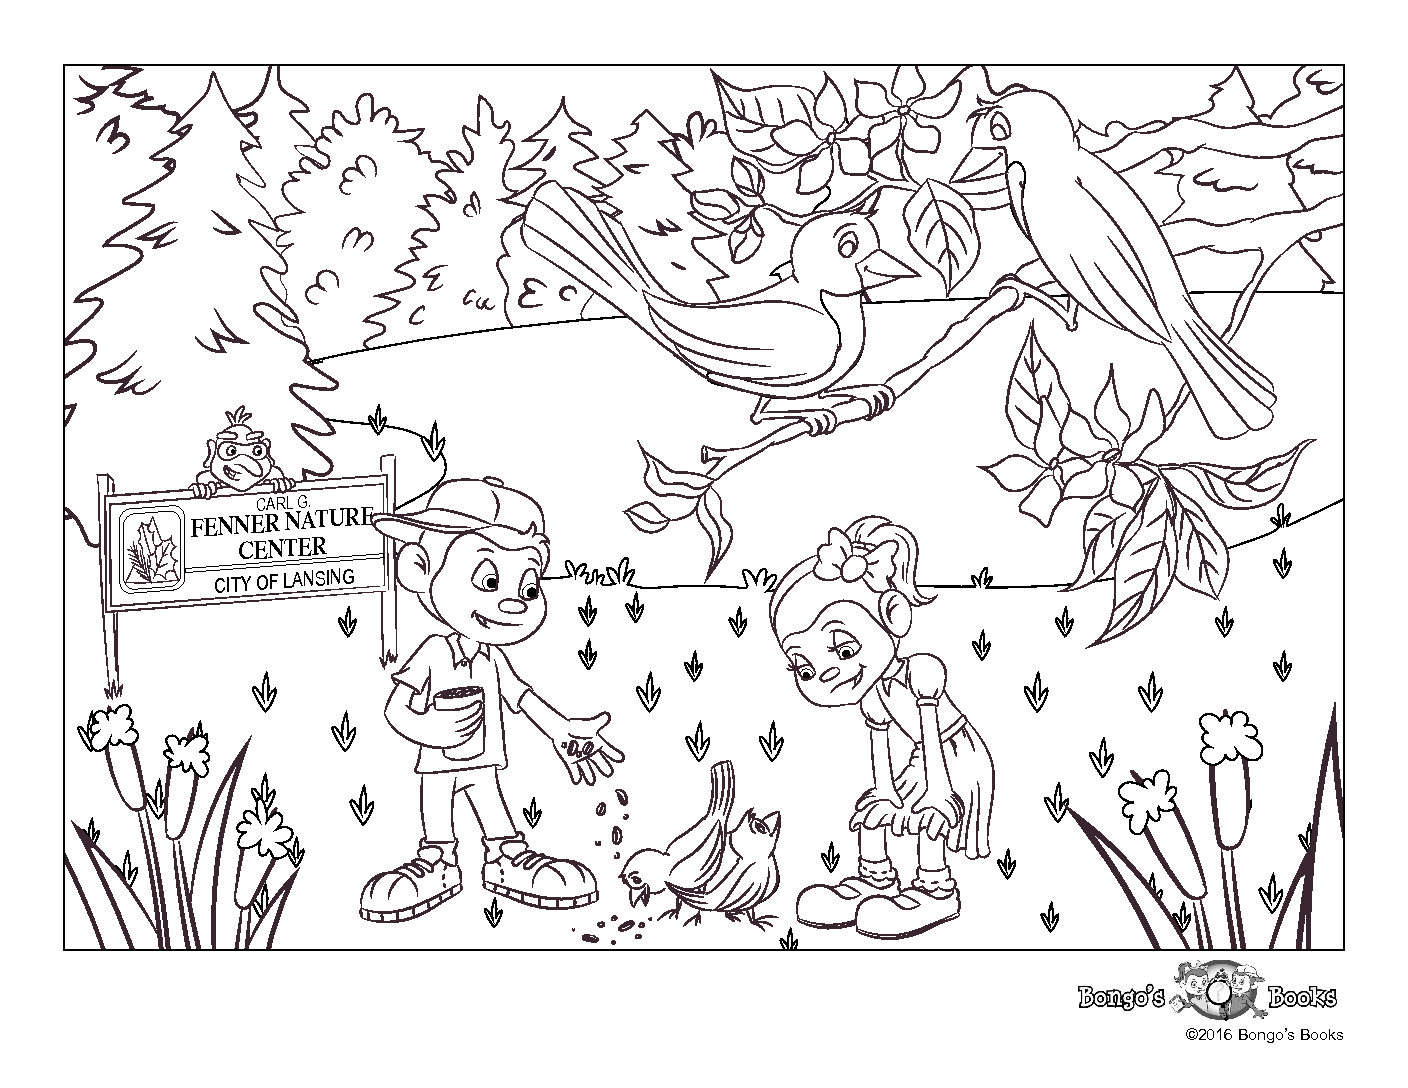 CARL G.
FENNER NATURE
CENTER
CITY OF LANSING
Bongo's Books
©2016 Bongo's Books